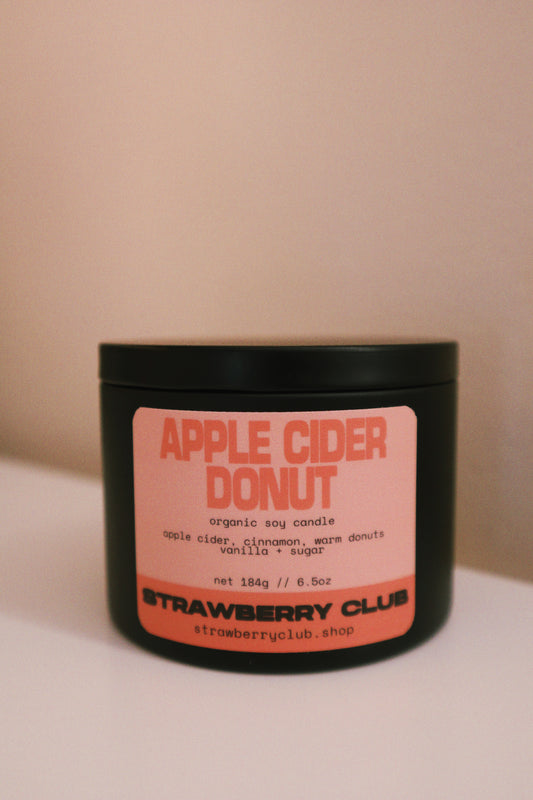 APPLE CIDER
DONUT
organic soy candle
apple cider, cinnamon, warm donuts
vanilla + sugar
net 184g // 6.5oz
STRAWBERRY CLUB
strawberryclub.shop